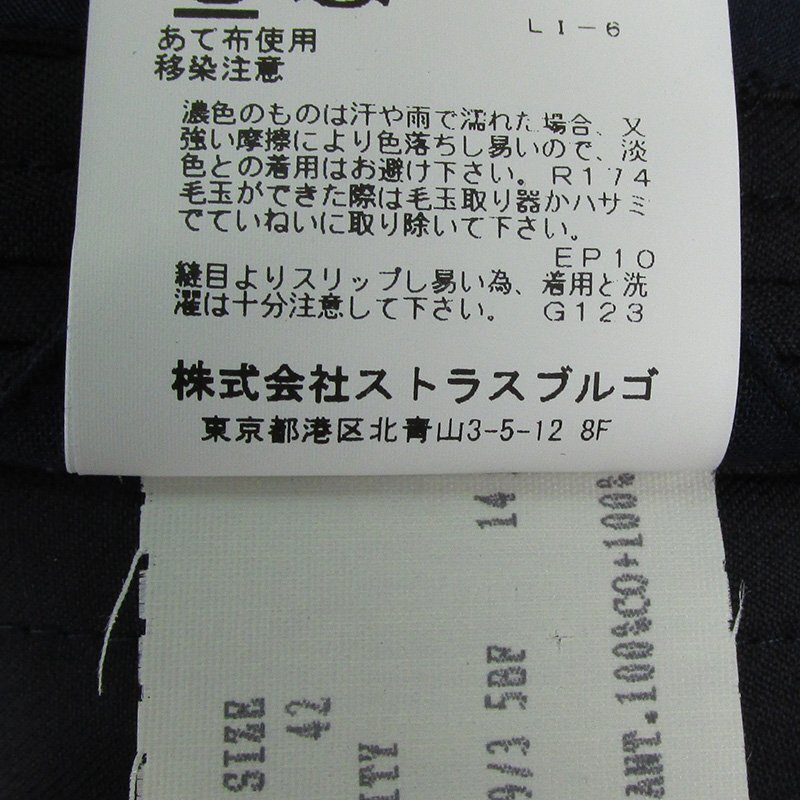 LI-6
あて布使用
移染注意
濃色のものは汗や雨で濡れた場合、又
強い摩擦により色落ちし易いので、淡
色との着用はお避け下さい。R174
毛玉ができた際は毛玉取り器かハサミ
でていねいに取り除いて下さい。
EP10
縫目よりスリップし易い為、着用と洗
濯は十分注意して下さい。 G123
株式会社ストラスブルゴ
東京都港区北青山3-5-12 8F
SIZE 42
14